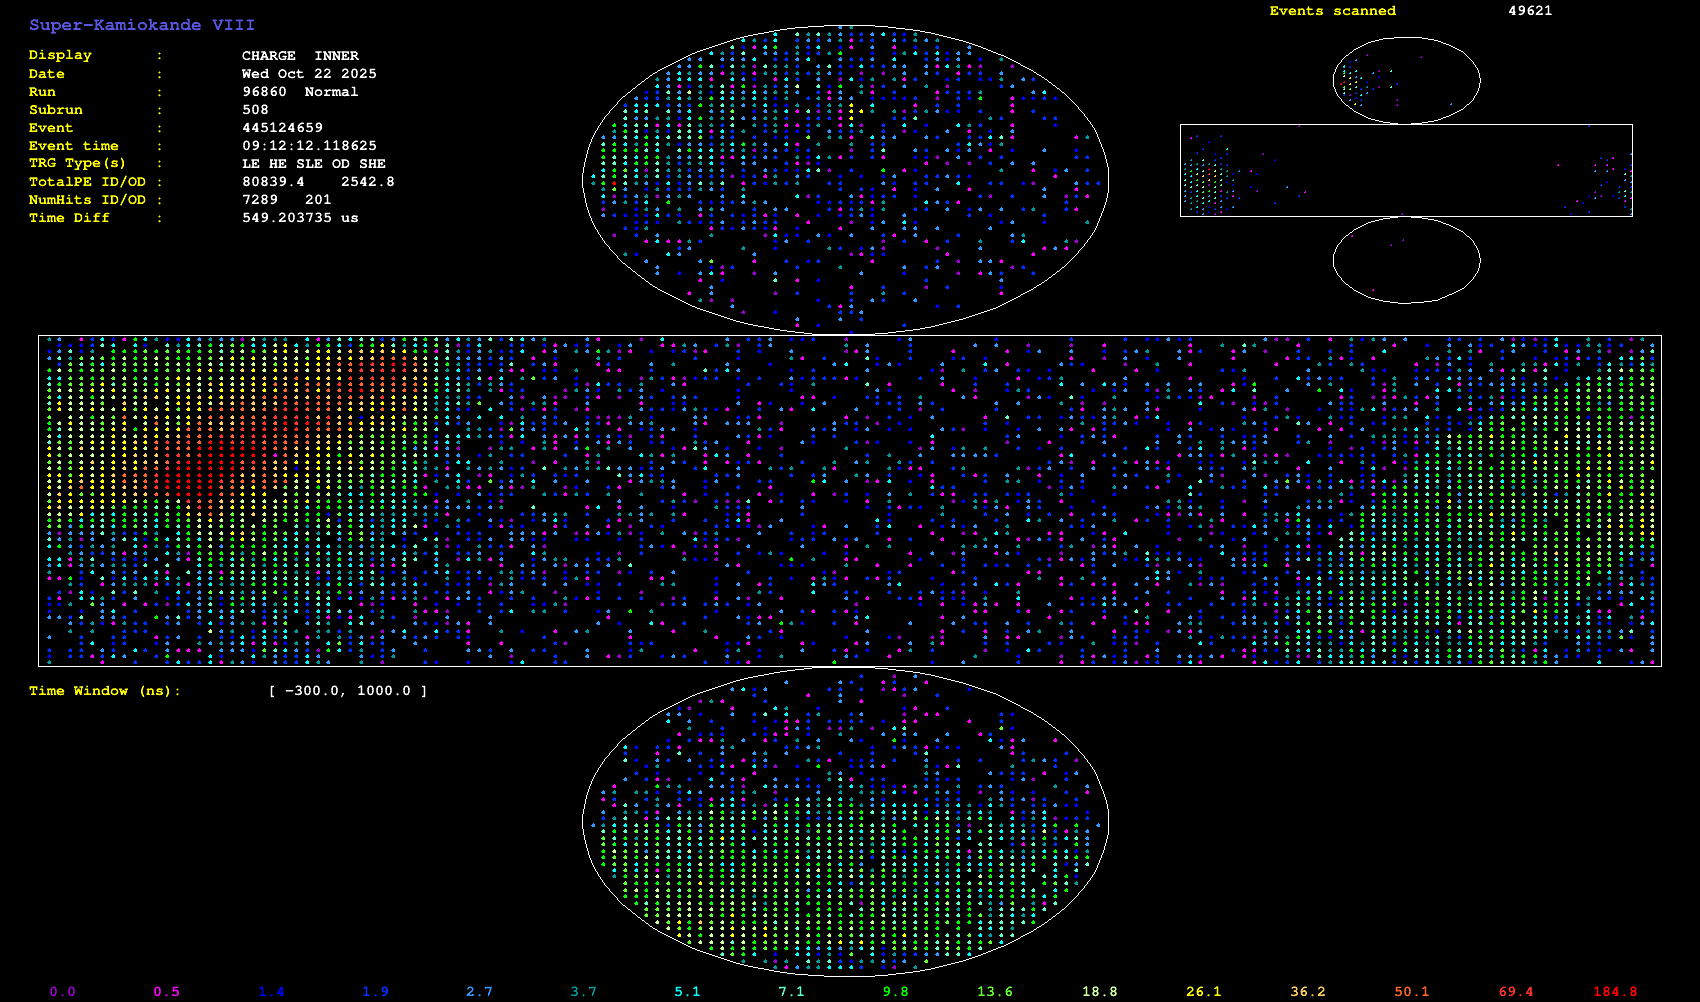 Super-Kamiokande VIII
Events scanned 49621
Display : CHARGE INNER
Date : Wed Oct 22 2025
Run : 96860 Normal
Subrun : 508
Event : 445124659
Event time : 09:12:12.118625
TRG Type(s) : LE HE SLE OD SHE
TotalPE ID/OD : 80839.4 2542.8
NumHits ID/OD : 7289 201
Time Diff : 549.203735 us
Time Window (ns): [ -300.0, 1000.0 ]
0.0 0.5 1.4 1.9 2.7 3.7 5.1 7.1 9.8 13.6 18.8 26.1 36.2 50.1 69.4 184.8